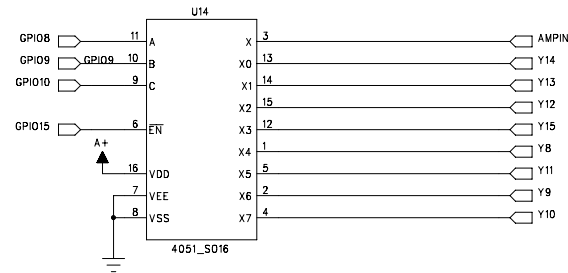 U14
GPIO8 11 A X 3 AMPIN
GPIO9 GPIO9 10 B X0 13 Y14
GPIO10 9 C X1 14 Y13
X2 15 Y12
GPIO15 6 EN X3 12 Y15
A+ X4 1 Y8
16 VDD X5 5 Y11
7 VEE X6 2 Y9
8 VSS X7 4 Y10
4051_SO16